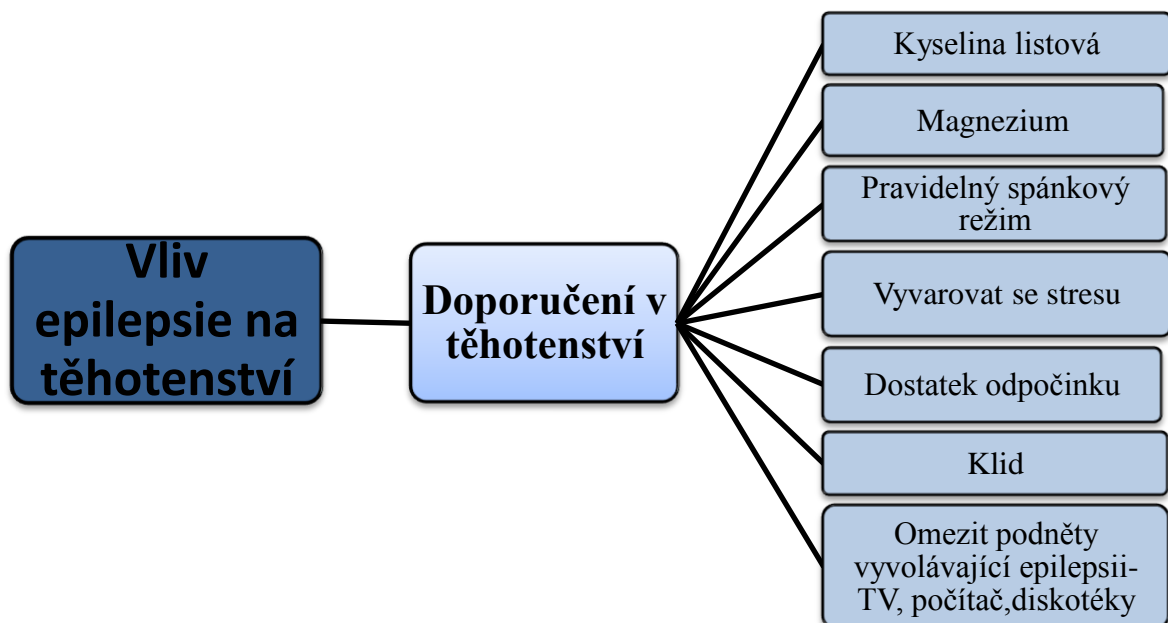 Vliv
epilepsie na
těhotenství
Doporučení v
těhotenství
Kyselina listová
Magnezium
Pravidelný spánkový
režim
Vyvarovat se stresu
Dostatek odpočinku
Klid
Omezit podněty
vyvolávající epilepsii-
TV, počítač,diskotéky